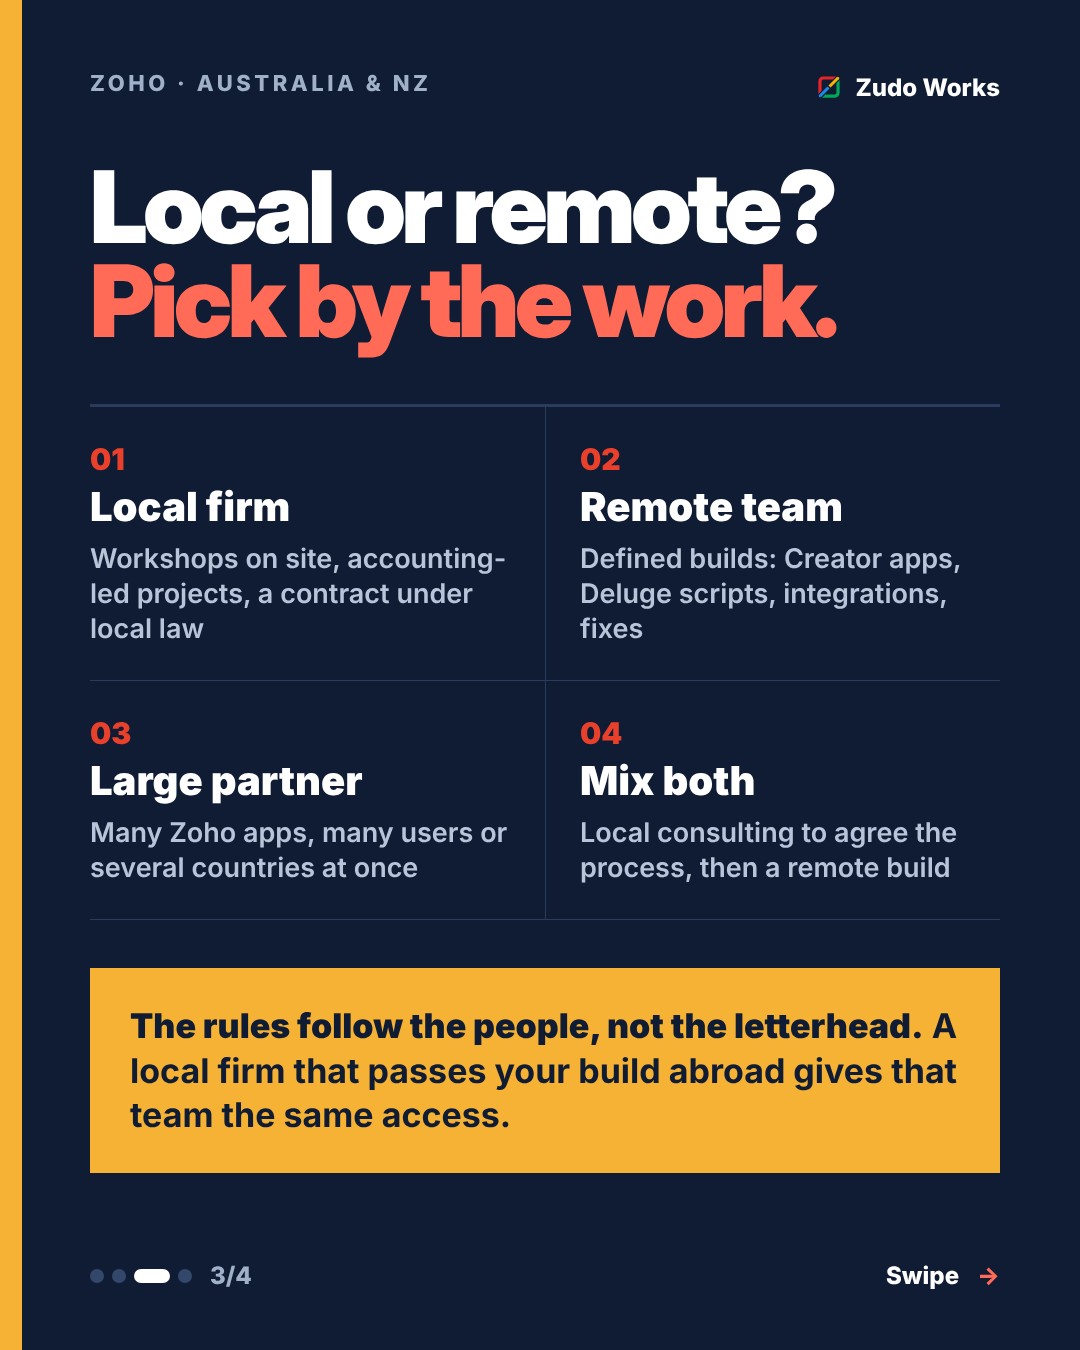 ZOHO · AUSTRALIA & NZ
Zudo Works
Local or remote?
Pick by the work.
01
Local firm
Workshops on site, accounting-
led projects, a contract under
local law
02
Remote team
Defined builds: Creator apps,
Deluge scripts, integrations,
fixes
03
Large partner
Many Zoho apps, many users or
several countries at once
04
Mix both
Local consulting to agree the
process, then a remote build
The rules follow the people, not the letterhead. A
local firm that passes your build abroad gives that
team the same access.
3/4
Swipe →